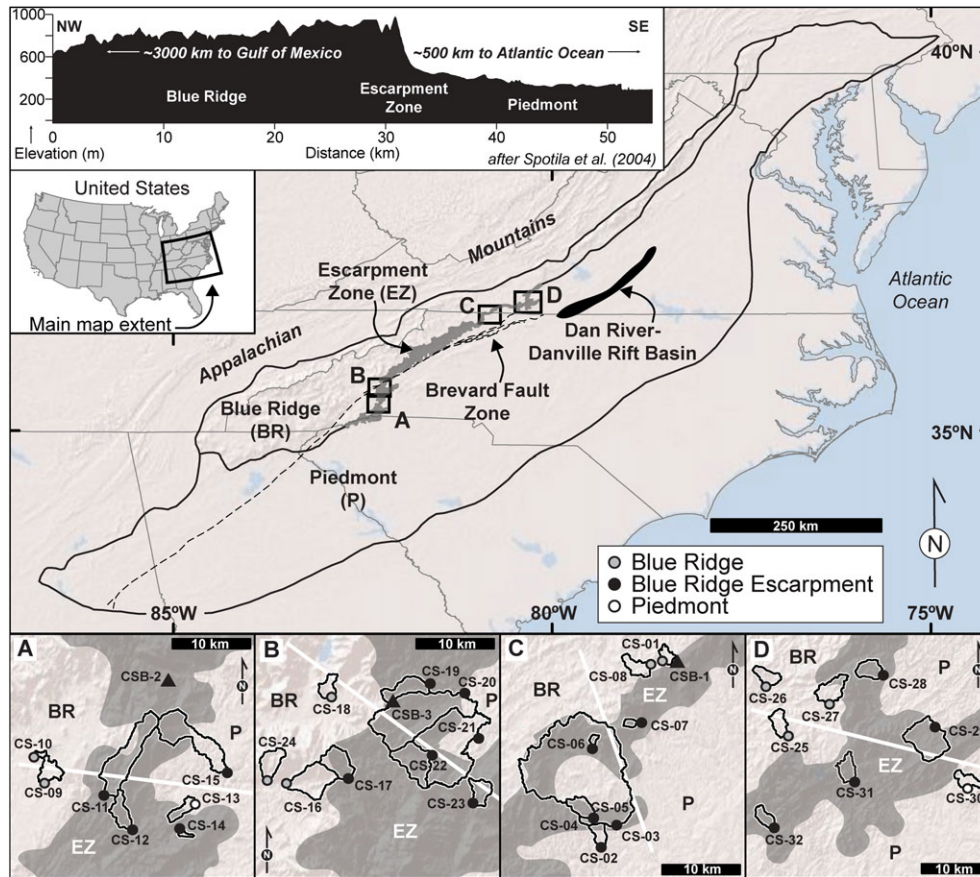 1000
NW
SE
~3000 km to Gulf of Mexico
~500 km to Atlantic Ocean
600
200
Blue Ridge
Escarpment
Zone
Piedmont
0
10
20
30
40
50
Elevation (m)
Distance (km)
after Spotila et al. (2004)
40ºN
United States
Main map extent
Mountains
Appalachian
Escarpment
Zone (EZ)
C
D
Atlantic
Ocean
Dan River-
Danville Rift Basin
Brevard Fault
Zone
B
A
Blue Ridge
(BR)
35ºN
Piedmont
(P)
250 km
N
Blue Ridge
Blue Ridge Escarpment
Piedmont
85ºW
80ºW
75ºW
A
10 km
N
CSB-2
BR
P
CS-10
CS-09
CS-15
CS-13
CS-11
CS-14
CS-12
EZ
B
10 km
CS-19
CS-20
BR
P
CS-18
CSB-3
CS-21
CS-24
CS-22
CS-17
CS-16
CS-23
N
EZ
C
CS-01
CS-08
CSB-1
N
BR
EZ
CS-07
CS-06
P
CS-05
CS-04
CS-03
CS-02
10 km
D
BR
P
N
CS-28
CS-26
CS-27
CS-25
EZ
CS-31
CS-30
CS-32
P
10 km